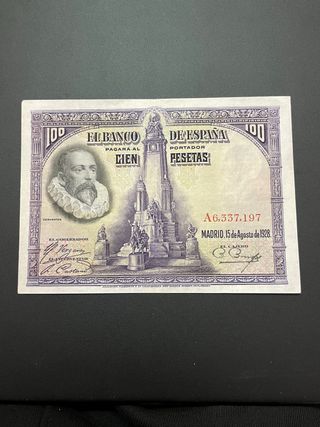 100 EL BANCO DE ESPAÑA 100
PAGARÁ AL PORTADOR
CIEN PESETAS
A6,337,197
CERVANTES
MADRID, 15 de Agosto de 1928.
EL GOBERNADOR
EL CAJERO
EL INTERVENTOR